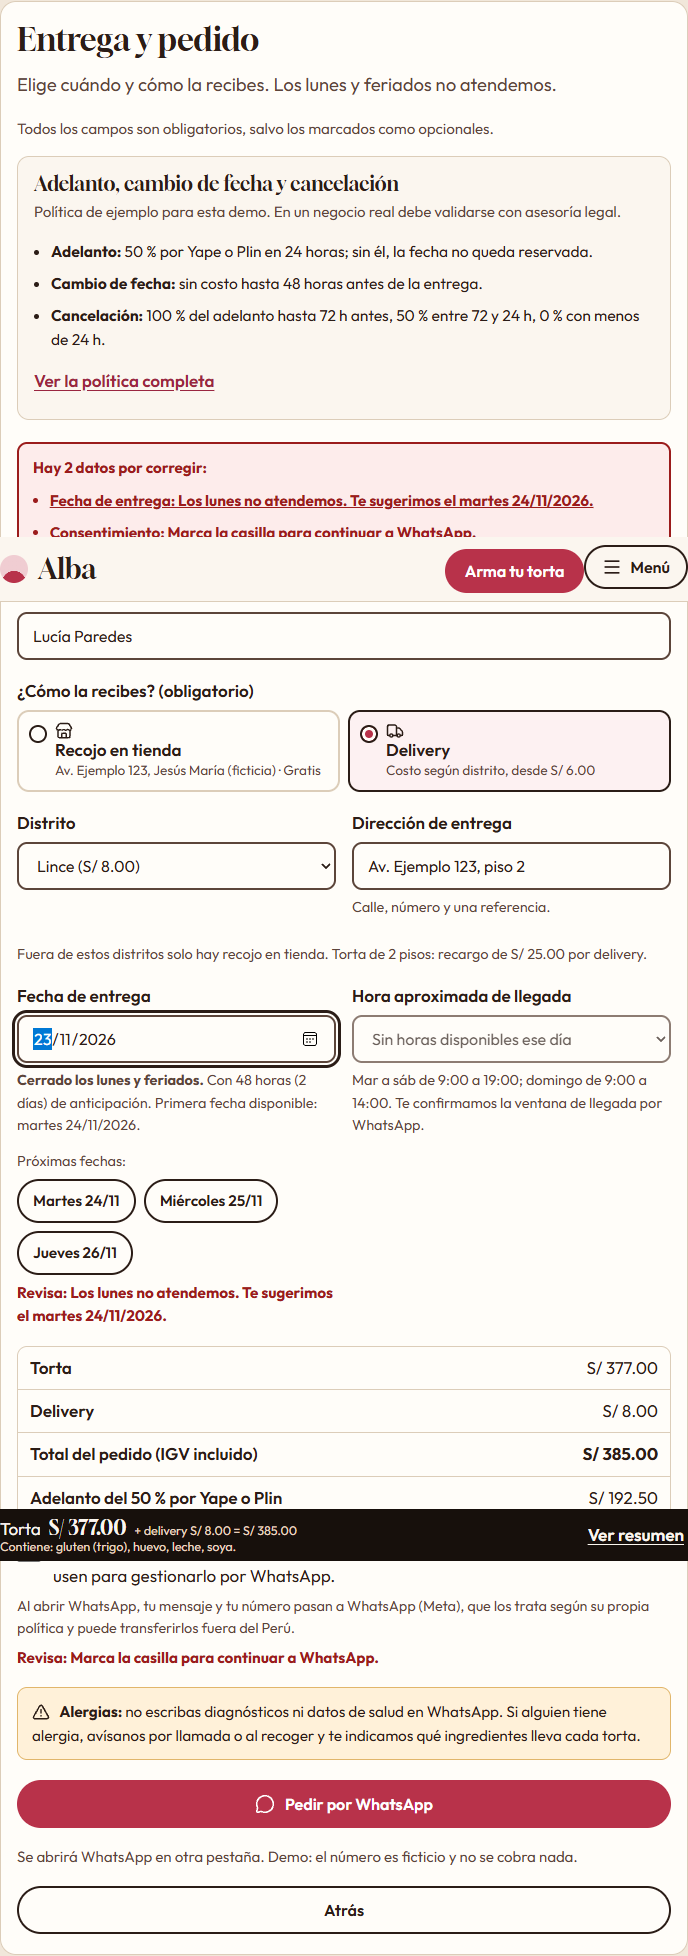 Entrega y pedido
Elige cuándo y cómo la recibes. Los lunes y feriados no atendemos.
Todos los campos son obligatorios, salvo los marcados como opcionales.
Adelanto, cambio de fecha y cancelación
Política de ejemplo para esta demo. En un negocio real debe validarse con asesoría legal.
• Adelanto: 50 % por Yape o Plin en 24 horas; sin él, la fecha no queda reservada.
• Cambio de fecha: sin costo hasta 48 horas antes de la entrega.
• Cancelación: 100 % del adelanto hasta 72 h antes, 50 % entre 72 y 24 h, 0 % con menos
de 24 h.
Ver la política completa
Hay 2 datos por corregir:
• Fecha de entrega: Los lunes no atendemos. Te sugerimos el martes 24/11/2026.
• Consentimiento: Marca la casilla para continuar a WhatsApp.
Alba
Arma tu torta
Menú
Lucía Paredes
¿Cómo la recibes? (obligatorio)
Recojo en tienda
Av. Ejemplo 123, Jesús María (ficticia) · Gratis
Delivery
Costo según distrito, desde S/ 6.00
Distrito
Lince (S/ 8.00)
Dirección de entrega
Av. Ejemplo 123, piso 2
Calle, número y una referencia.
Fuera de estos distritos solo hay recojo en tienda. Torta de 2 pisos: recargo de S/ 25.00 por delivery.
Fecha de entrega
23/11/2026
Cerrado los lunes y feriados. Con 48 horas (2
días) de anticipación. Primera fecha disponible:
martes 24/11/2026.
Hora aproximada de llegada
Sin horas disponibles ese día
Mar a sáb de 9:00 a 19:00; domingo de 9:00 a
14:00. Te confirmamos la ventana de llegada por
WhatsApp.
Próximas fechas:
Martes 24/11
Miércoles 25/11
Jueves 26/11
Revisa: Los lunes no atendemos. Te sugerimos
el martes 24/11/2026.
Torta S/ 377.00
Delivery S/ 8.00
Total del pedido (IGV incluido) S/ 385.00
Adelanto del 50 % por Yape o Plin S/ 192.50
Torta S/ 377.00 + delivery S/ 8.00 = S/ 385.00
Contiene: gluten (trigo), huevo, leche, soya.
Ver resumen
usen para gestionarlo por WhatsApp.
Al abrir WhatsApp, tu mensaje y tu número pasan a WhatsApp (Meta), que los trata según su propia
política y puede transferirlos fuera del Perú.
Revisa: Marca la casilla para continuar a WhatsApp.
Alergias: no escribas diagnósticos ni datos de salud en WhatsApp. Si alguien tiene
alergia, avísanos por llamada o al recoger y te indicamos qué ingredientes lleva cada torta.
Pedir por WhatsApp
Se abrirá WhatsApp en otra pestaña. Demo: el número es ficticio y no se cobra nada.
Atrás